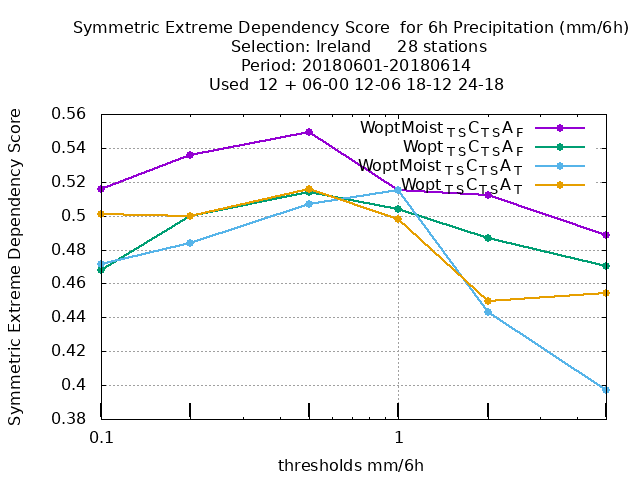 Symmetric Extreme Dependency Score for 6h Precipitation (mm/6h)
Selection: Ireland 28 stations
Period: 20180601-20180614
Used 12 + 06-00 12-06 18-12 24-18
Symmetric Extreme Dependency Score
0.56
0.54
0.52
0.5
0.48
0.46
0.44
0.42
0.4
0.38
WoptMoist TS C TS A F
Wopt TS C TS A F
WoptMoist TS C TS A T
Wopt TS C TS A T
0.1 1
thresholds mm/6h